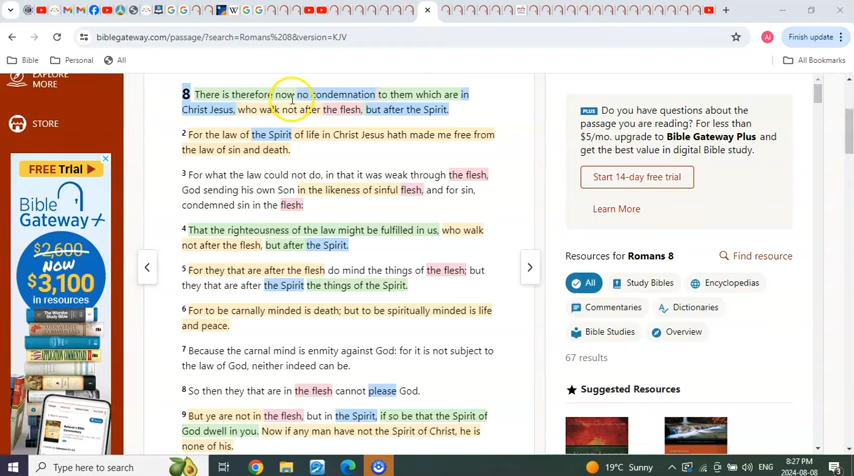 biblegateway.com/passage/?search=Romans%208&version=KJV
AI
Finish update
Bible
Personal
All
All Bookmarks
EXPLORE
MORE
STORE
FREE Trial
Bible
Gateway+
$2,600
NOW
$3,100
in resources
8 There is therefore now no condemnation to them which are in
Christ Jesus, who walk not after the flesh, but after the Spirit.
2 For the law of the Spirit of life in Christ Jesus hath made me free from
the law of sin and death.
3 For what the law could not do, in that it was weak through the flesh,
God sending his own Son in the likeness of sinful flesh, and for sin,
condemned sin in the flesh:
4 That the righteousness of the law might be fulfilled in us, who walk
not after the flesh, but after the Spirit.
5 For they that are after the flesh do mind the things of the flesh; but
they that are after the Spirit the things of the Spirit.
6 For to be carnally minded is death; but to be spiritually minded is life
and peace.
7 Because the carnal mind is enmity against God: for it is not subject to
the law of God, neither indeed can be.
8 So then they that are in the flesh cannot please God.
9 But ye are not in the flesh, but in the Spirit, if so be that the Spirit of
God dwell in you. Now if any man have not the Spirit of Christ, he is
none of his.
PLUS Do you have questions about the
passage you are reading? For less than
$5/mo. upgrade to Bible Gateway Plus and
get the best value in digital Bible study.
Start 14-day free trial
Learn More
Resources for Romans 8
Find resource
All
Study Bibles
Encyclopedias
Commentaries
Dictionaries
Bible Studies
Overview
67 results
Suggested Resources
Type here to search
19°C Sunny
ENG
8:27 PM
2024-08-08